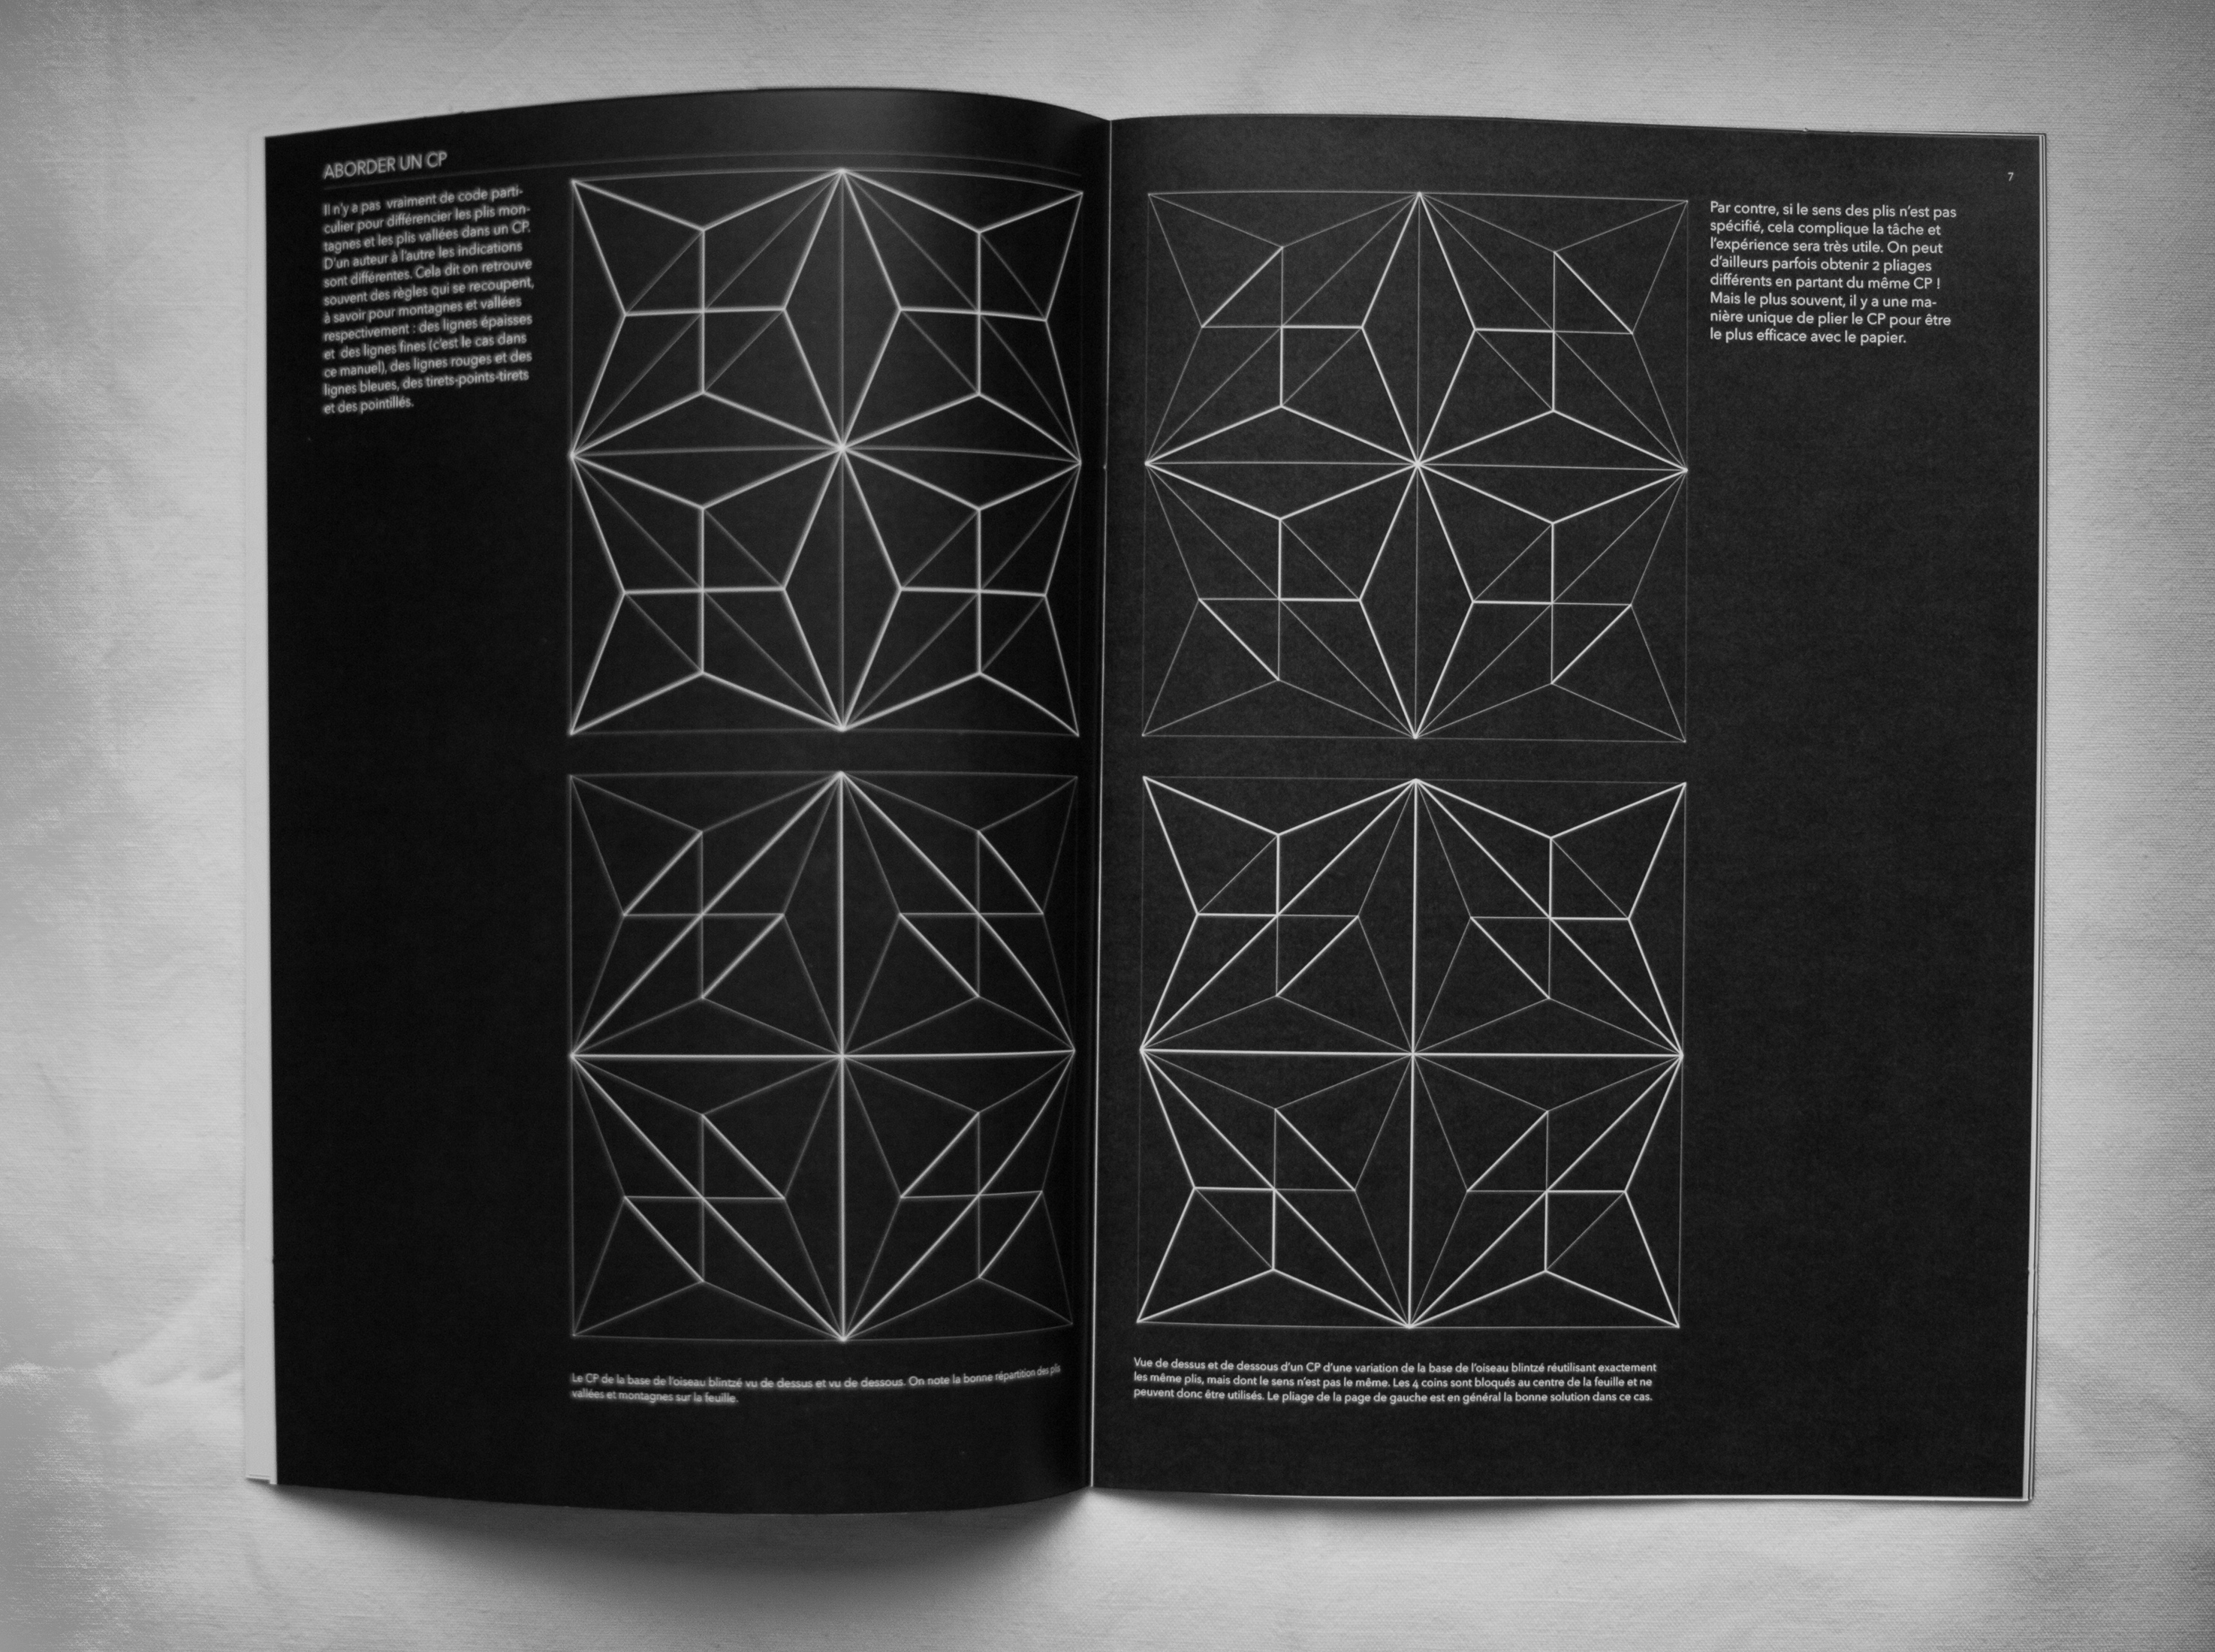 ABORDER UN CP
Il n'y a pas vraiment de code parti-
culier pour différencier les plis mon-
tagnes et les plis vallées dans un CP.
D'un auteur à l'autre les indications
sont différentes. Cela dit on retrouve
souvent des règles qui se recoupent,
à savoir pour montagnes et vallées
respectivement : des lignes épaisses
et des lignes fines (c'est le cas dans
ce manuel), des lignes rouges et des
lignes bleues, des tirets-points-tirets
et des pointillés.
Le CP de la base de l'oiseau blintzé vu de dessus et vu de dessous. On note la bonne répartition des plis
vallées et montagnes sur la feuille.
7
Par contre, si le sens des plis n'est pas
spécifié, cela complique la tâche et
l'expérience sera très utile. On peut
d'ailleurs parfois obtenir 2 pliages
différents en partant du même CP !
Mais le plus souvent, il y a une ma-
nière unique de plier le CP pour être
le plus efficace avec le papier.
Vue de dessus et de dessous d'un CP d'une variation de la base de l'oiseau blintzé réutilisant exactement
les même plis, mais dont le sens n'est pas le même. Les 4 coins sont bloqués au centre de la feuille et ne
peuvent donc être utilisés. Le pliage de la page de gauche est en général la bonne solution dans ce cas.